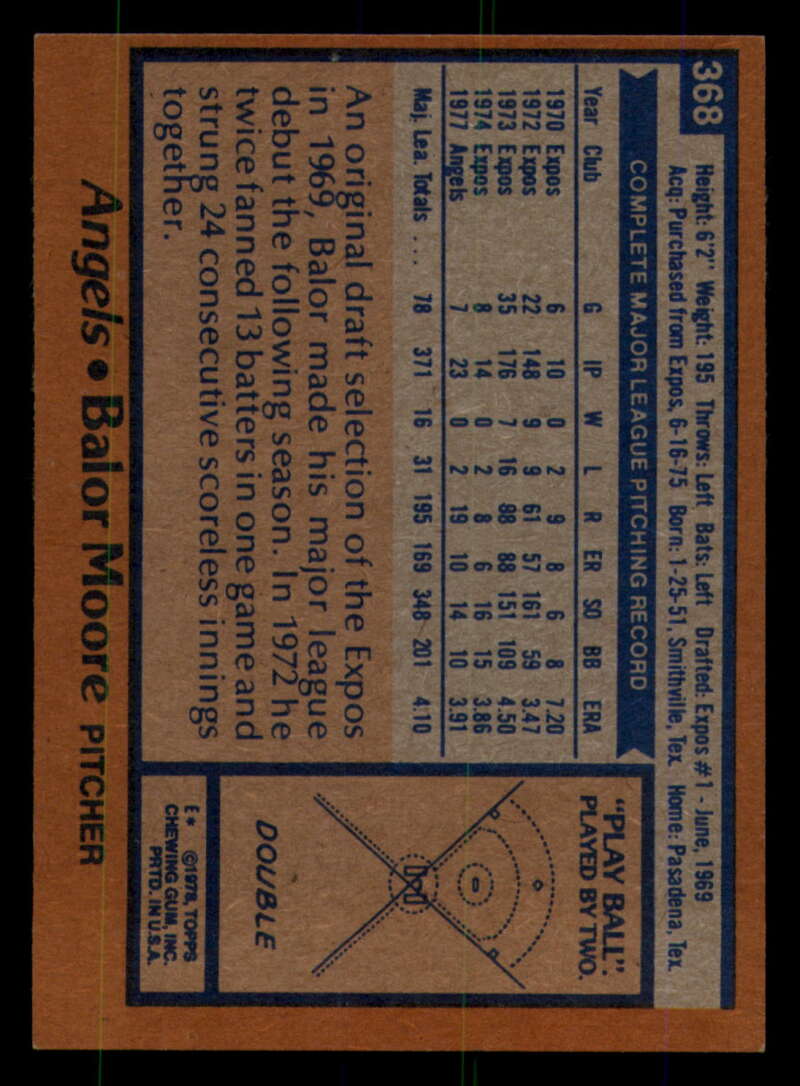 368
Height: 6'2" Weight: 195 Throws: Left Bats: Left Drafted: Expos #1 - June, 1969
Acq: Purchased from Expos, 6-16-75 Born: 1-25-51, Smithville, Tex. Home: Pasadena, Tex.
COMPLETE MAJOR LEAGUE PITCHING RECORD
Year Club G IP W L R ER SO BB ERA
1970 Expos 6 10 0 2 9 8 6 8 7.20
1972 Expos 22 148 9 9 61 57 161 59 3.47
1973 Expos 35 176 7 16 98 88 151 109 4.50
1974 Expos 8 14 0 2 8 6 16 15 3.86
1977 Angels 7 23 0 2 19 10 14 10 3.91
Maj. Lea. Totals ... 78 371 16 31 195 169 348 201 4.10
An original draft selection of the Expos
in 1969, Balor made his major league
debut the following season. In 1972 he
twice fanned 13 batters in one game and
strung 24 consecutive scoreless innings
together.
"PLAY BALL":
PLAYED BY TWO.
DOUBLE
E* ©1978, TOPPS
CHEWING GUM, INC.
PRTD. IN U.S.A.
Angels • Balor Moore PITCHER